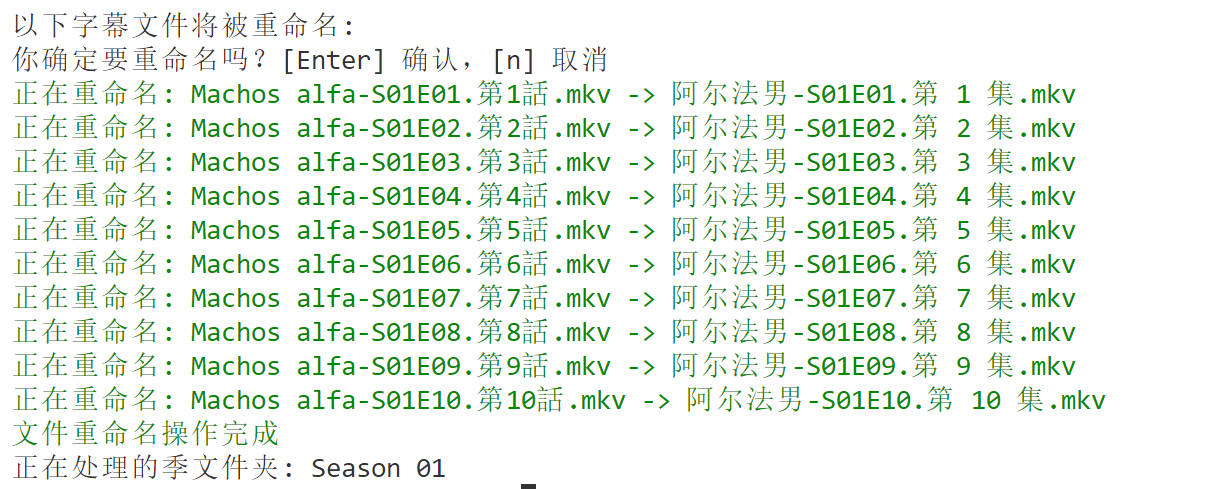 以下字幕文件将被重命名:
你确定要重命名吗？[Enter] 确认，[n] 取消
正在重命名: Machos alfa-S01E01.第1話.mkv -> 阿尔法男-S01E01.第 1 集.mkv
正在重命名: Machos alfa-S01E02.第2話.mkv -> 阿尔法男-S01E02.第 2 集.mkv
正在重命名: Machos alfa-S01E03.第3話.mkv -> 阿尔法男-S01E03.第 3 集.mkv
正在重命名: Machos alfa-S01E04.第4話.mkv -> 阿尔法男-S01E04.第 4 集.mkv
正在重命名: Machos alfa-S01E05.第5話.mkv -> 阿尔法男-S01E05.第 5 集.mkv
正在重命名: Machos alfa-S01E06.第6話.mkv -> 阿尔法男-S01E06.第 6 集.mkv
正在重命名: Machos alfa-S01E07.第7話.mkv -> 阿尔法男-S01E07.第 7 集.mkv
正在重命名: Machos alfa-S01E08.第8話.mkv -> 阿尔法男-S01E08.第 8 集.mkv
正在重命名: Machos alfa-S01E09.第9話.mkv -> 阿尔法男-S01E09.第 9 集.mkv
正在重命名: Machos alfa-S01E10.第10話.mkv -> 阿尔法男-S01E10.第 10 集.mkv
文件重命名操作完成
正在处理的季文件夹: Season 01